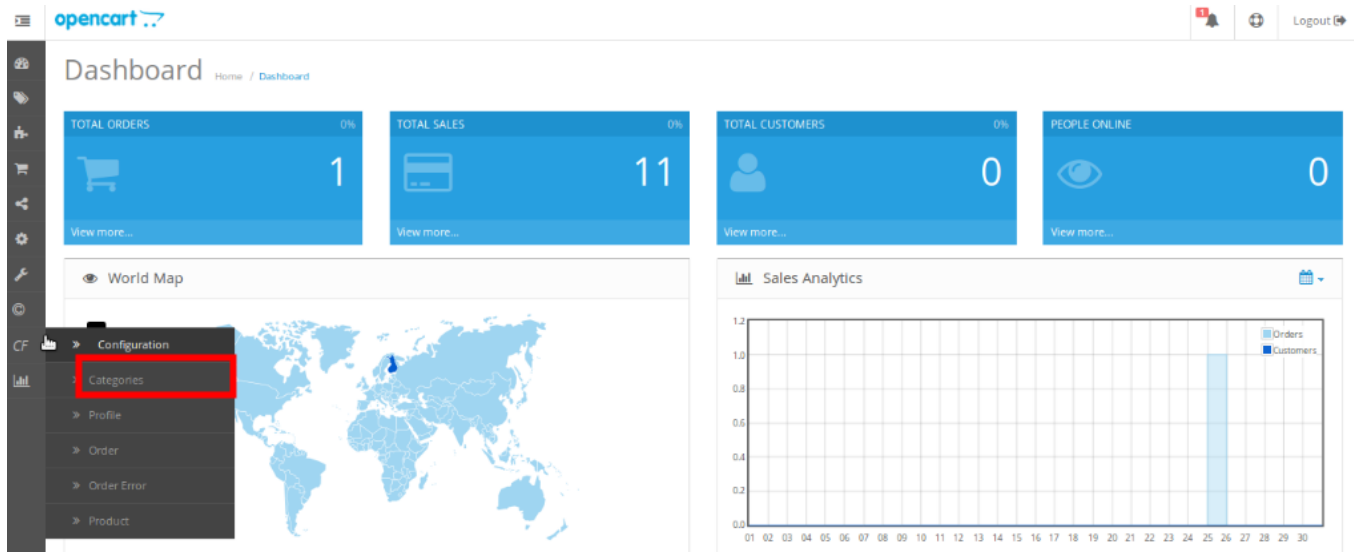 opencart
1
Logout
Dashboard
Home / Dashboard
TOTAL ORDERS 0%
1
View more...
TOTAL SALES 0%
11
View more...
TOTAL CUSTOMERS 0%
0
View more...
PEOPLE ONLINE
0
View more...
World Map
Sales Analytics
CF
» Configuration
» Categories
» Profile
» Order
» Order Error
» Product
Orders
Customers
1.2
1.0
0.8
0.6
0.4
0.2
0.0
01 02 03 04 05 06 07 08 09 10 11 12 13 14 15 16 17 18 19 20 21 22 23 24 25 26 27 28 29 30